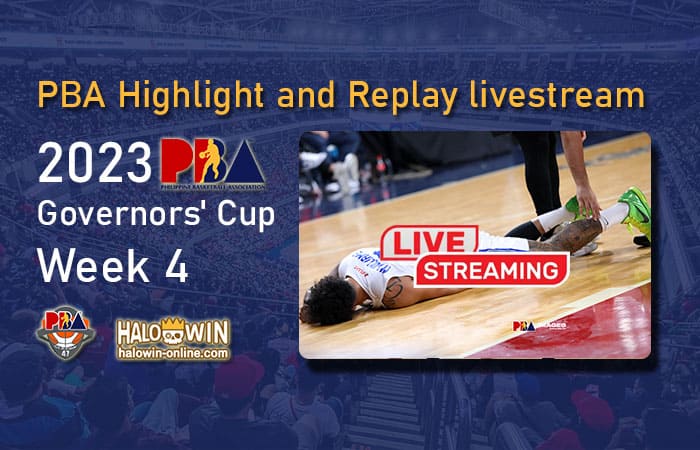 PBA Highlight and Replay livestream
2023 PBA
PHILIPPINE BASKETBALL ASSOCIATION
Governors' Cup
Week 4
LIVE
STREAMING
PBA IMAGES
PBA
47
HALOWIN
halowin-online.com